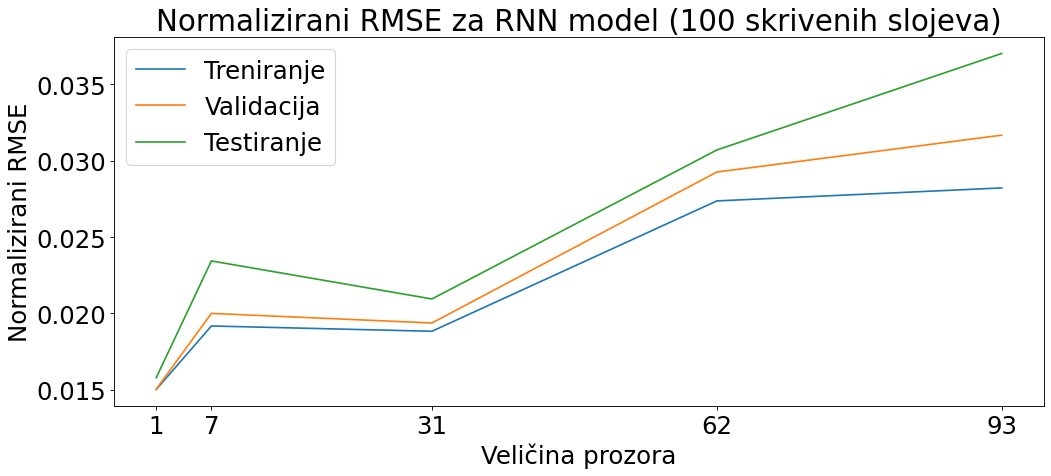 Normalizirani RMSE za RNN model (100 skrivenih slojeva)
Treniranje
Validacija
Testiranje
Normalizirani RMSE
0.035
0.030
0.025
0.020
0.015
1 7 31 62 93
Veličina prozora